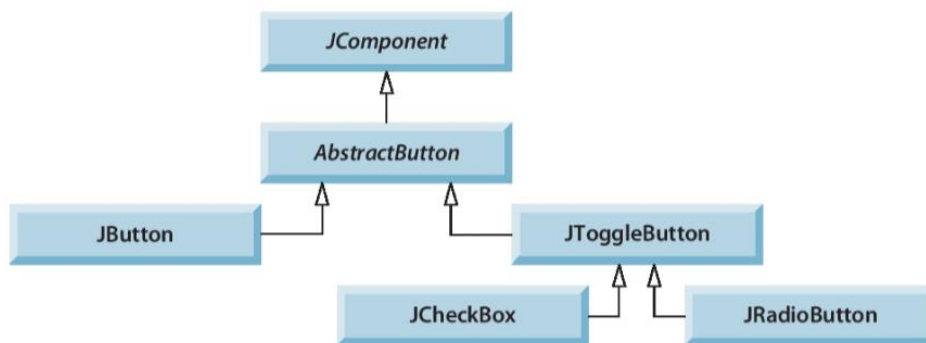 JComponent
AbstractButton
JButton
JToggleButton
JCheckBox
JRadioButton